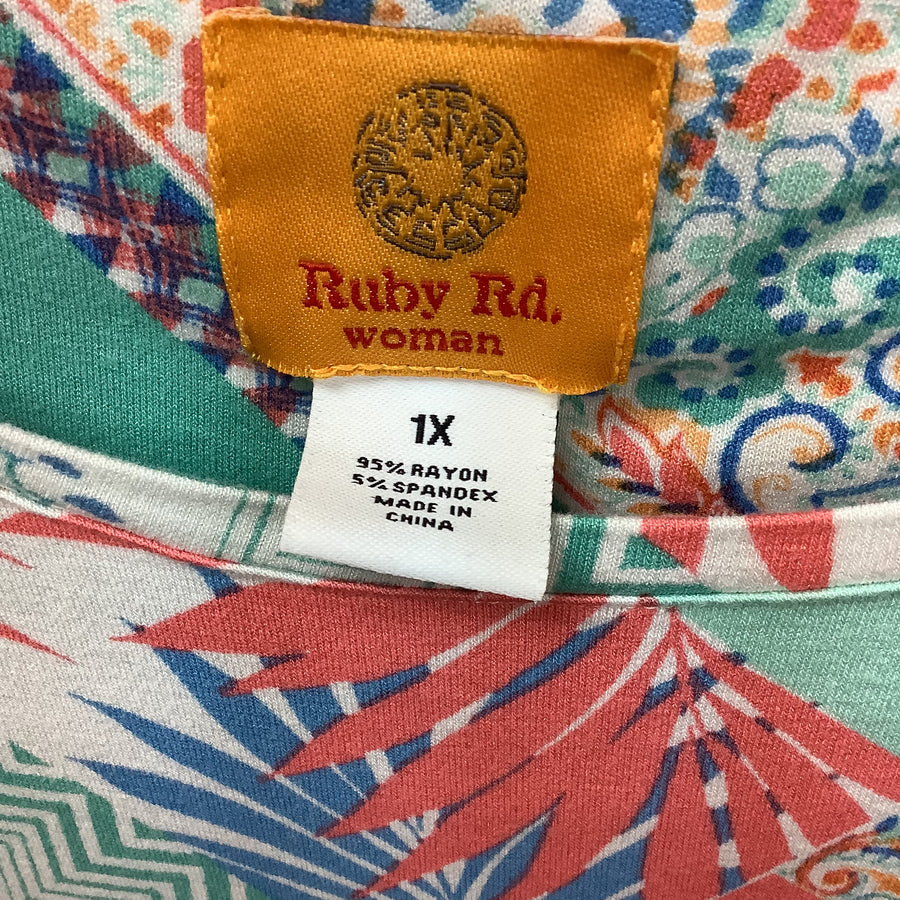 Ruby Rd.
woman
1X
95% RAYON
5% SPANDEX
MADE IN
CHINA